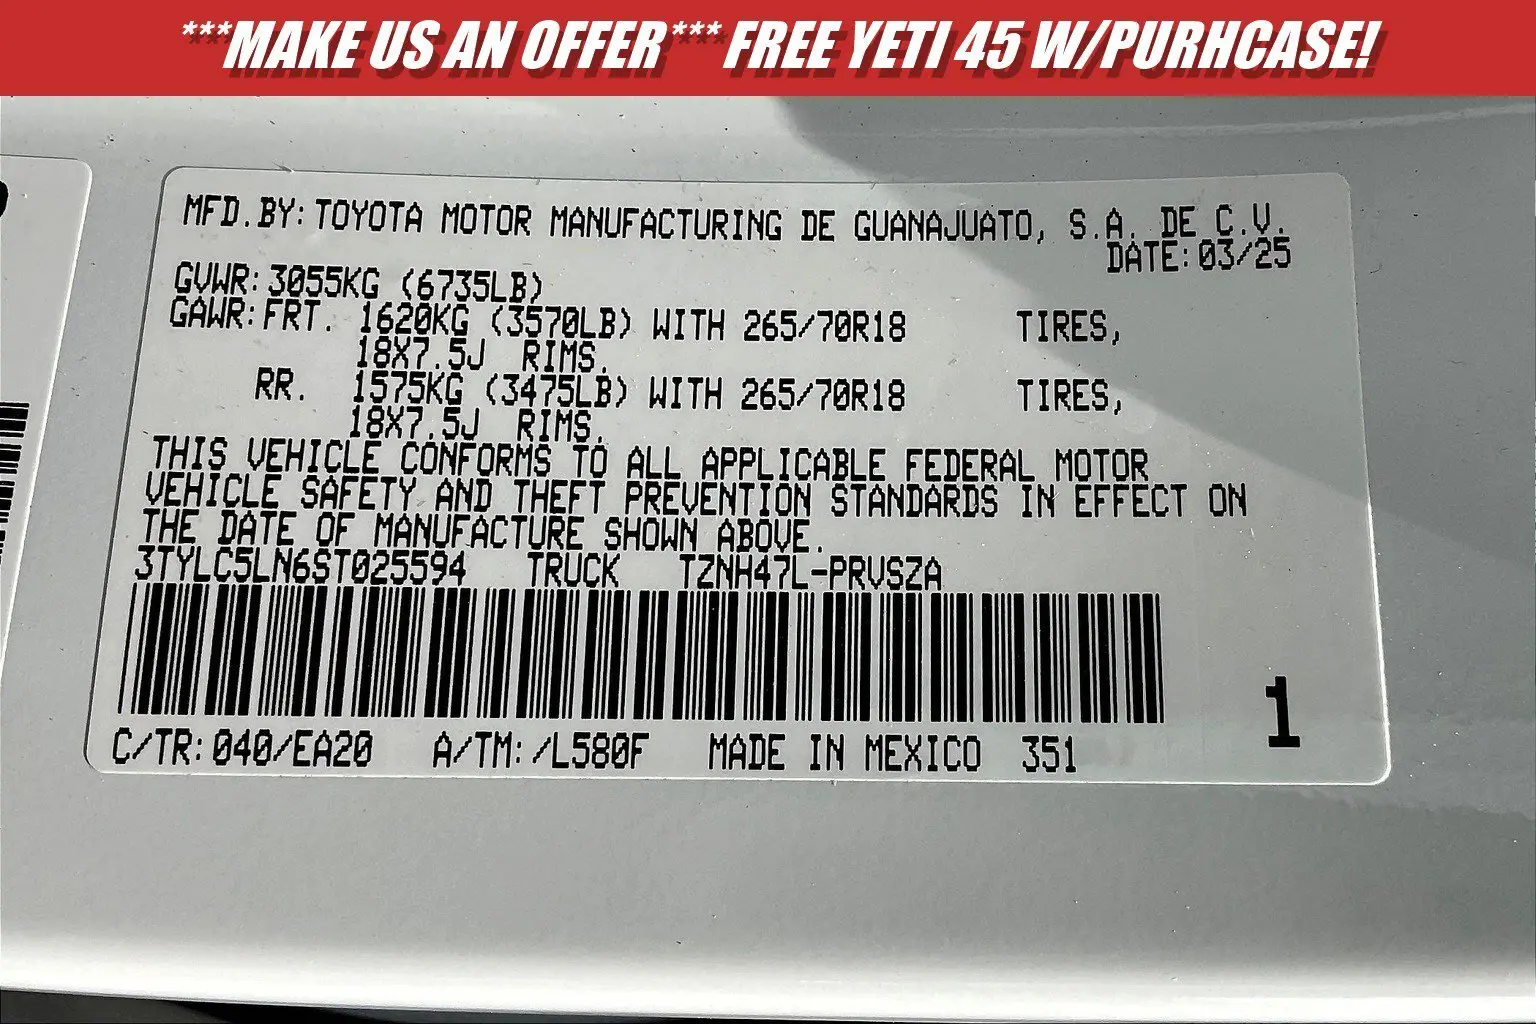 ***MAKE US AN OFFER*** FREE YETI 45 W/PURHCASE!
MFD.BY:TOYOTA MOTOR MANUFACTURING DE GUANAJUATO, S.A. DE C.V.
DATE:03/25
GVWR:3055KG (6735LB)
GAWR:FRT. 1620KG (3570LB) WITH 265/70R18 TIRES,
18X7.5J RIMS.
RR. 1575KG (3475LB) WITH 265/70R18 TIRES,
18X7.5J RIMS.
THIS VEHICLE CONFORMS TO ALL APPLICABLE FEDERAL MOTOR
VEHICLE SAFETY AND THEFT PREVENTION STANDARDS IN EFFECT ON
THE DATE OF MANUFACTURE SHOWN ABOVE.
3TYLC5LN6ST025594 TRUCK TZNH47L-PRVSZA
1
C/TR:040/EA20 A/TM:/L580F MADE IN MEXICO 351